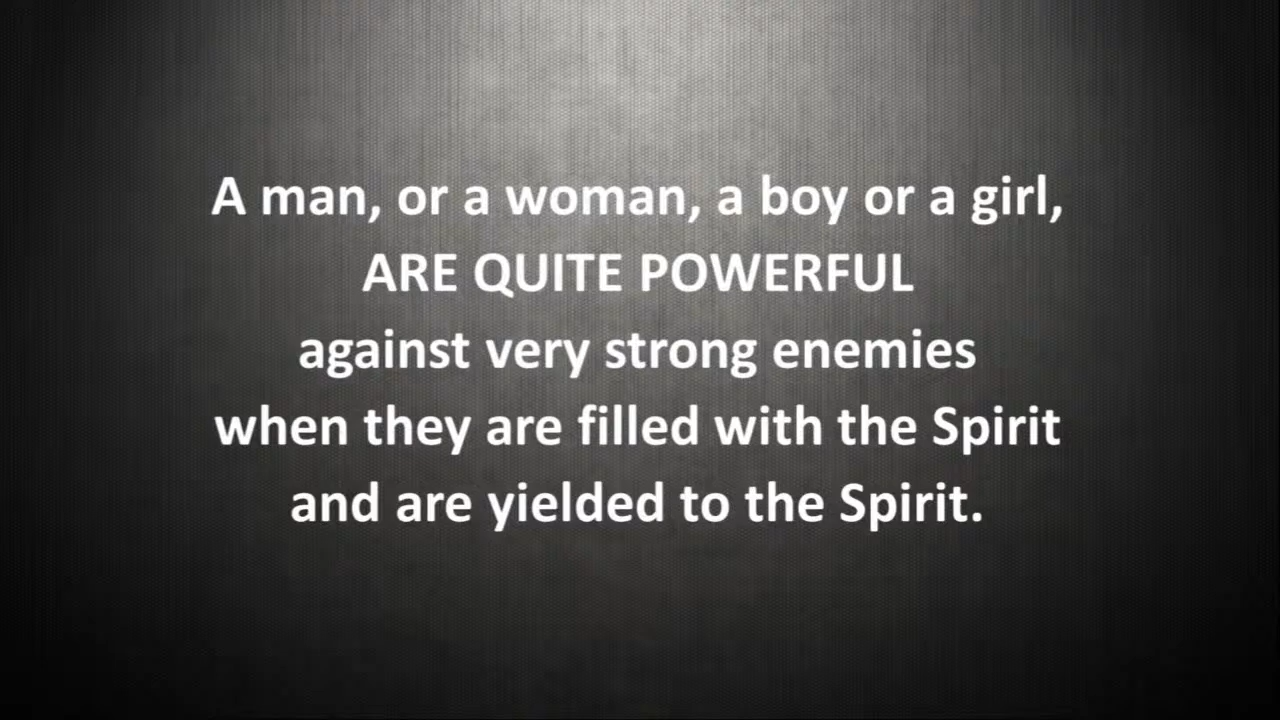 A man, or a woman, a boy or a girl,
ARE QUITE POWERFUL
against very strong enemies
when they are filled with the Spirit
and are yielded to the Spirit.